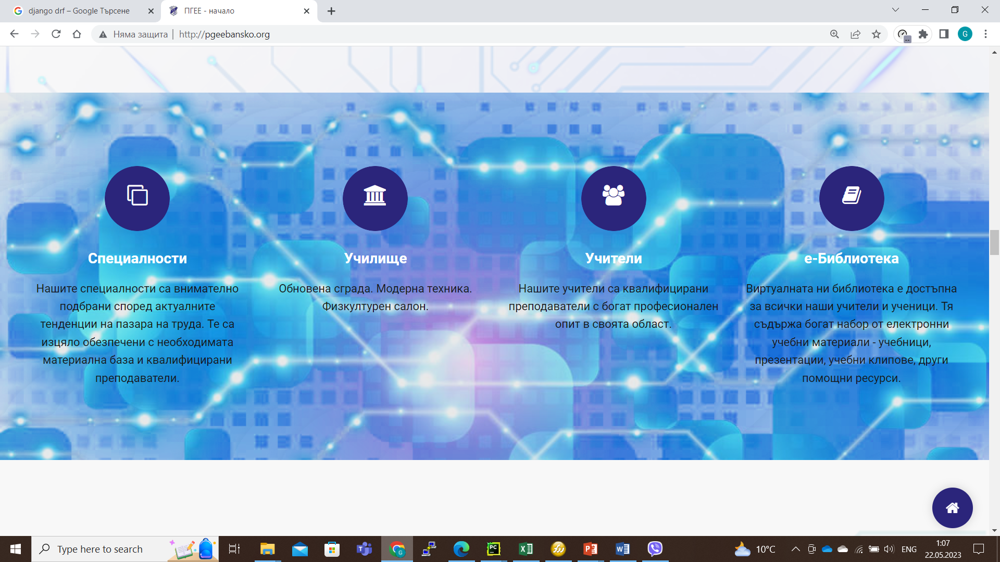 django drf – Google Търсене
ПГЕЕ - начало
Няма защита
http://pgeebansko.org
G
Специалности
Нашите специалности са внимателно
подбрани според актуалните
тенденции на пазара на труда. Те са
изцяло обезпечени с необходимата
материална база и квалифицирани
преподаватели.
Училище
Обновена сграда. Модерна техника.
Физкултурен салон.
Учители
Нашите учители са квалифицирани
преподаватели с богат професионален
опит в своята област.
е-Библиотека
Виртуалната ни библиотека е достъпна
за всички наши учители и ученици. Тя
съдържа богат набор от електронни
учебни материали - учебници,
презентации, учебни клипове, други
помощни ресурси.
Type here to search
10°C
ENG
1:07
22.05.2023